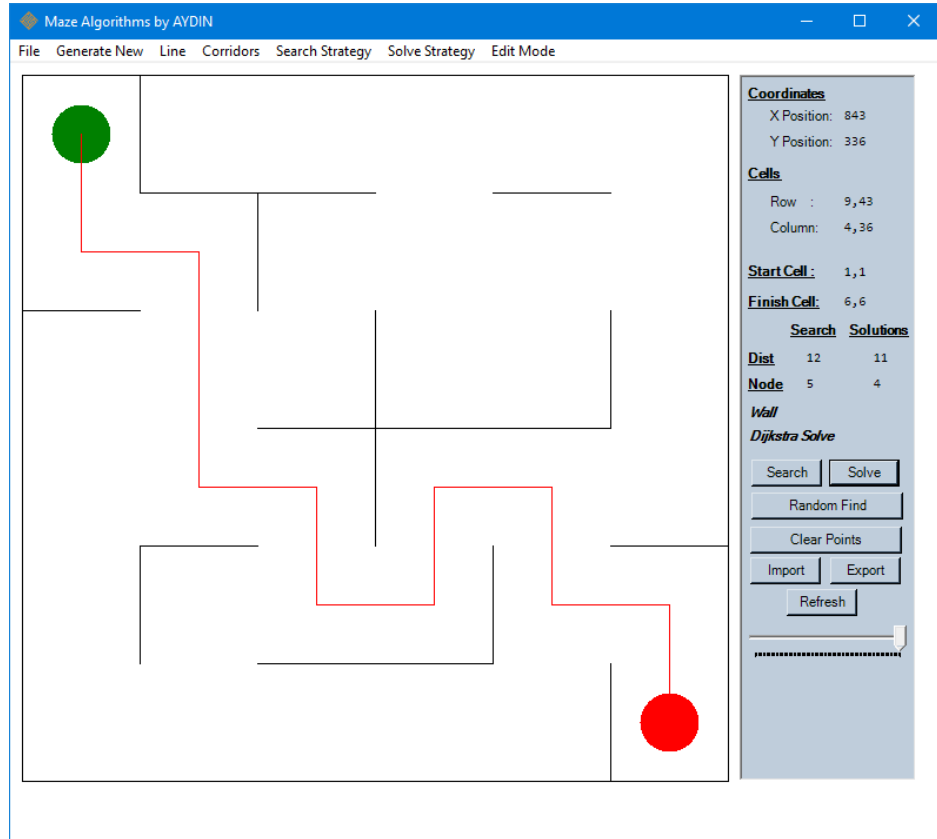 Maze Algorithms by AYDIN
File Generate New Line Corridors Search Strategy Solve Strategy Edit Mode
Coordinates
X Position: 843
Y Position: 336
Cells
Row : 9,43
Column: 4,36
Start Cell : 1,1
Finish Cell: 6,6
Search Solutions
Dist 12 11
Node 5 4
Wall
Dijkstra Solve
Search Solve
Random Find
Clear Points
Import Export
Refresh